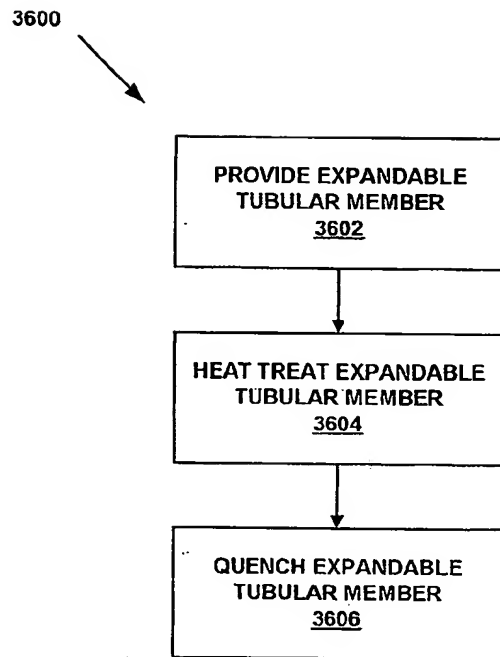 3600
PROVIDE EXPANDABLE
TUBULAR MEMBER
3602
HEAT TREAT EXPANDABLE
TUBULAR MEMBER
3604
QUENCH EXPANDABLE
TUBULAR MEMBER
3606